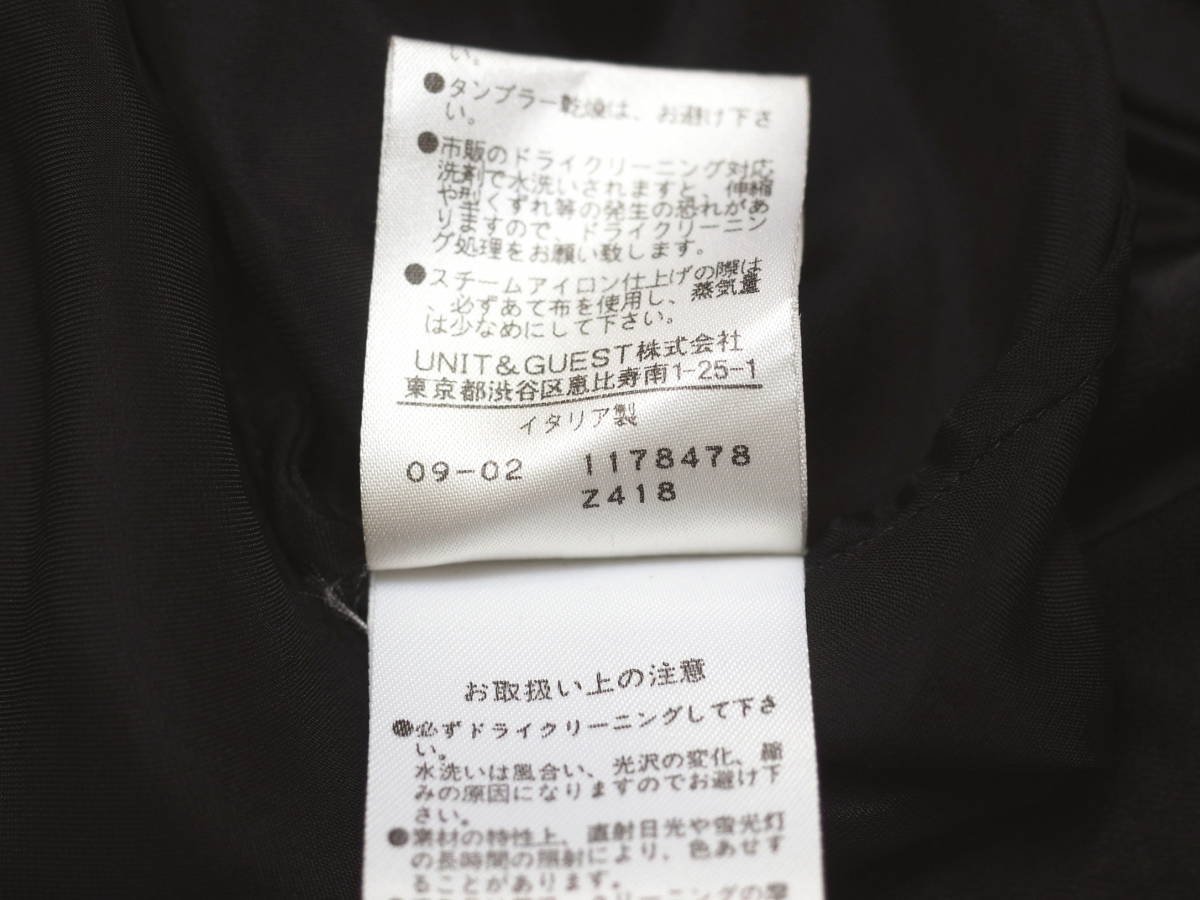 い。
●タンブラー乾燥は、お避け下さ
い。
●市販のドライクリーニング対応
洗剤で水洗いされますと、伸縮
や型くずれ等の発生の恐れがあ
りますので、ドライクリーニン
グ処理をお願い致します。
●スチームアイロン仕上げの際は
、必ずあて布を使用し、蒸気量
は少なめにして下さい。
UNIT&GUEST株式会社
東京都渋谷区恵比寿南1-25-1
イタリア製
09-02 1178478
Z418
お取扱い上の注意
●必ずドライクリーニングして下さ
い。
水洗いは風合い、光沢の変化、縮
みの原因になりますのでお避け下
さい。
●素材の特性上、直射日光や蛍光灯
の長時間の照射により、色あせす
ることがあります。
クリーニングの摩